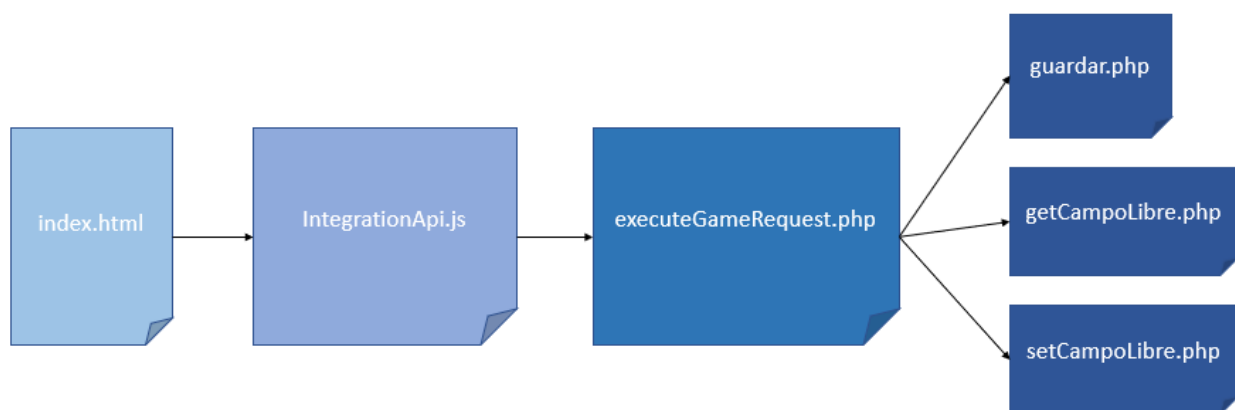 index.html
IntegrationApi.js
executeGameRequest.php
guardar.php
getCampoLibre.php
setCampoLibre.php